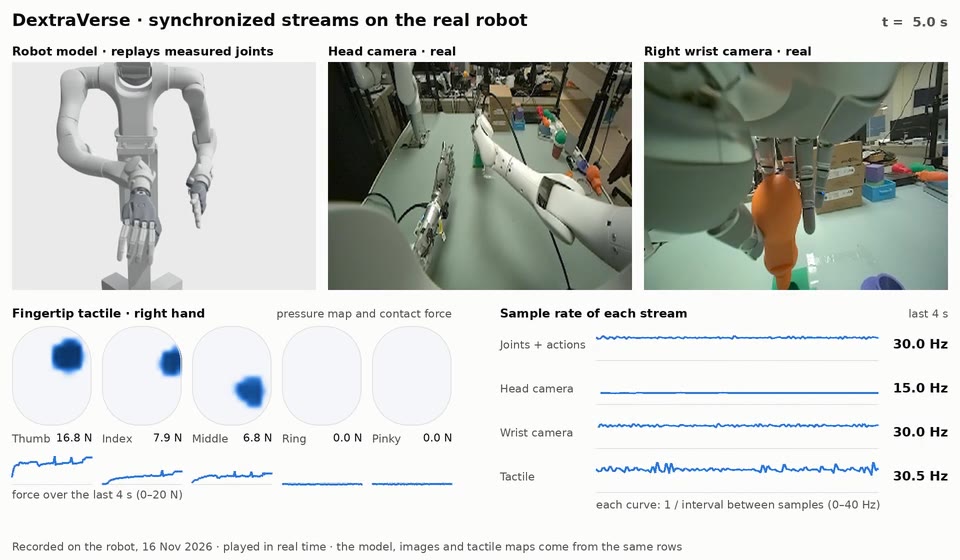 DextraVerse · synchronized streams on the real robot
t = 5.0 s
Robot model · replays measured joints
Head camera · real
Right wrist camera · real
Fingertip tactile · right hand
pressure map and contact force
Thumb 16.8 N
Index 7.9 N
Middle 6.8 N
Ring 0.0 N
Pinky 0.0 N
force over the last 4 s (0–20 N)
Sample rate of each stream
last 4 s
Joints + actions 30.0 Hz
Head camera 15.0 Hz
Wrist camera 30.0 Hz
Tactile 30.5 Hz
each curve: 1 / interval between samples (0–40 Hz)
Recorded on the robot, 16 Nov 2026 · played in real time · the model, images and tactile maps come from the same rows